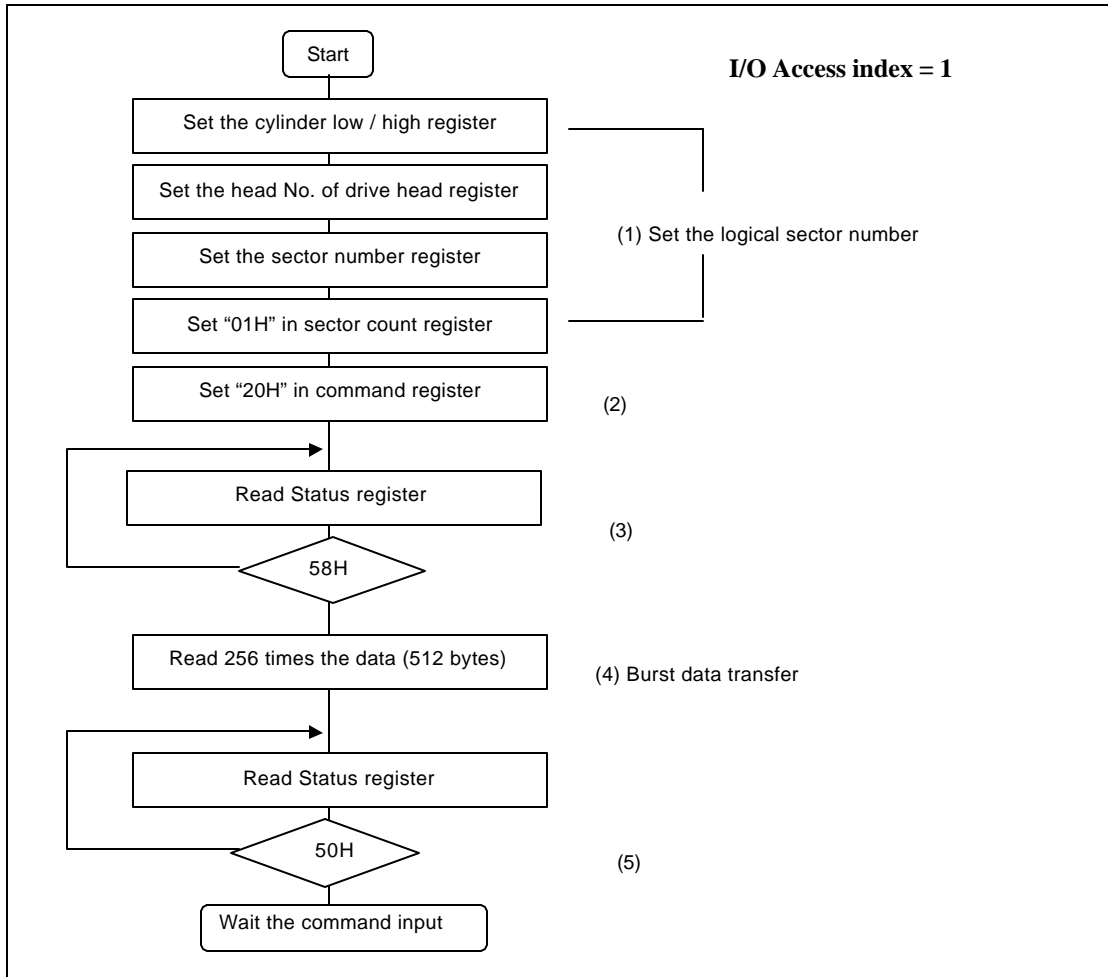 Start
I/O Access index = 1
Set the cylinder low / high register
Set the head No. of drive head register
(1) Set the logical sector number
Set the sector number register
Set “01H” in sector count register
Set “20H” in command register
(2)
Read Status register
(3)
58H
Read 256 times the data (512 bytes)
(4) Burst data transfer
Read Status register
50H
(5)
Wait the command input